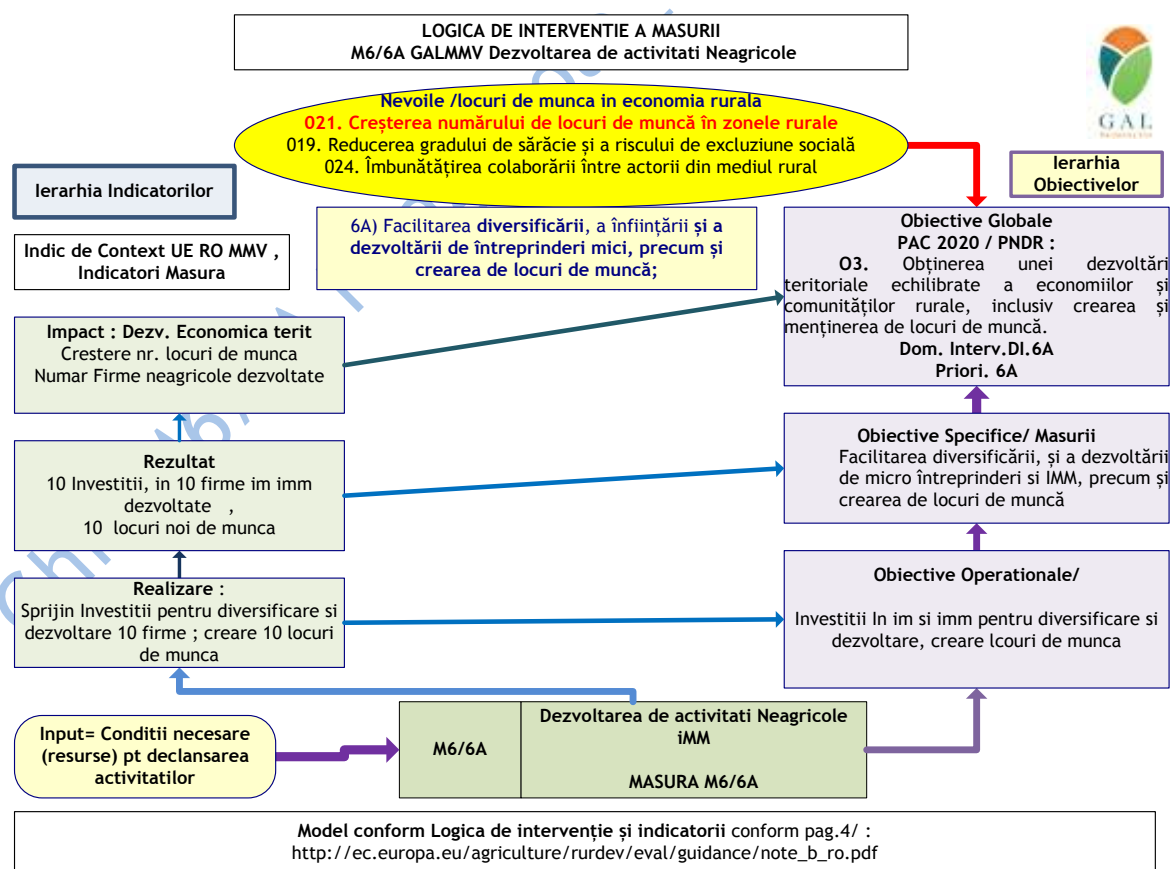 LOGICA DE INTERVENTIE A MASURII
M6/6A GALMMV Dezvoltarea de activitati Neagricole
GAL
Nevoile /locuri de munca in economia rurala
021. Creșterea numărului de locuri de muncă în zonele rurale
019. Reducerea gradului de sărăcie și a riscului de excluziune socială
024. Îmbunătățirea colaborării între actorii din mediul rural
Ierarhia Indicatorilor
Ierarhia
Obiectivelor
Indic de Context UE RO MMV ,
Indicatori Masura
6A) Facilitarea diversificării, a înființării și a
dezvoltării de întreprinderi mici, precum și
crearea de locuri de muncă;
Obiective Globale
PAC 2020 / PNDR :
O3. Obținerea unei dezvoltări
teritoriale echilibrate a economiilor și
comunităților rurale, inclusiv crearea și
menținerea de locuri de muncă.
Dom. Interv.DI.6A
Priori. 6A
Impact : Dezv. Economica terit
Crestere nr. locuri de munca
Numar Firme neagricole dezvoltate
Rezultat
10 Investitii, in 10 firme im imm
dezvoltate ,
10 locuri noi de munca
Obiective Specifice/ Masurii
Facilitarea diversificării, și a dezvoltării
de micro întreprinderi si IMM, precum și
crearea de locuri de muncă
Realizare :
Sprijin Investitii pentru diversificare si
dezvoltare 10 firme ; creare 10 locuri
de munca
Obiective Operationale/
Investitii In im si imm pentru diversificare si
dezvoltare, creare lcouri de munca
Input= Conditii necesare
(resurse) pt declansarea
activitatilor
M6/6A
Dezvoltarea de activitati Neagricole
iMM
MASURA M6/6A
Model conform Logica de intervenție și indicatorii conform pag.4/ :
http://ec.europa.eu/agriculture/rurdev/eval/guidance/note_b_ro.pdf